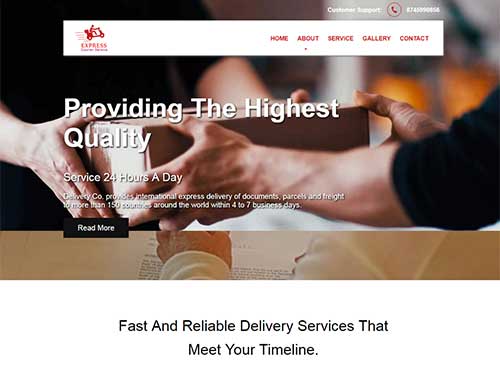 Customer Support: 8745990856
EXPRESS
Courier Service
HOME ABOUT SERVICE GALLERY CONTACT
Providing The Highest
Quality
Service 24 Hours A Day
Delivery Co. provides international express delivery of documents, parcels and freight
to more than 150 countries around the world within 4 to 7 business days.
Read More
Fast And Reliable Delivery Services That
Meet Your Timeline.